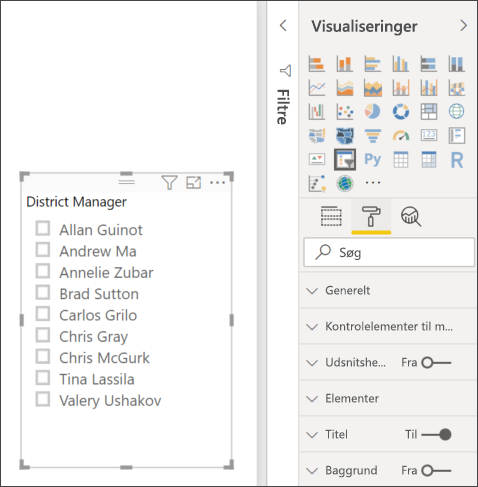 District Manager
Allan Guinot
Andrew Ma
Annelie Zubar
Brad Sutton
Carlos Grilo
Chris Gray
Chris McGurk
Tina Lassila
Valery Ushakov
Filtre
Visualiseringer
123
Py
R
Søg
Generelt
Kontrolelementer til m...
Udsnitshe... Fra
Elementer
Titel Til
Baggrund Fra